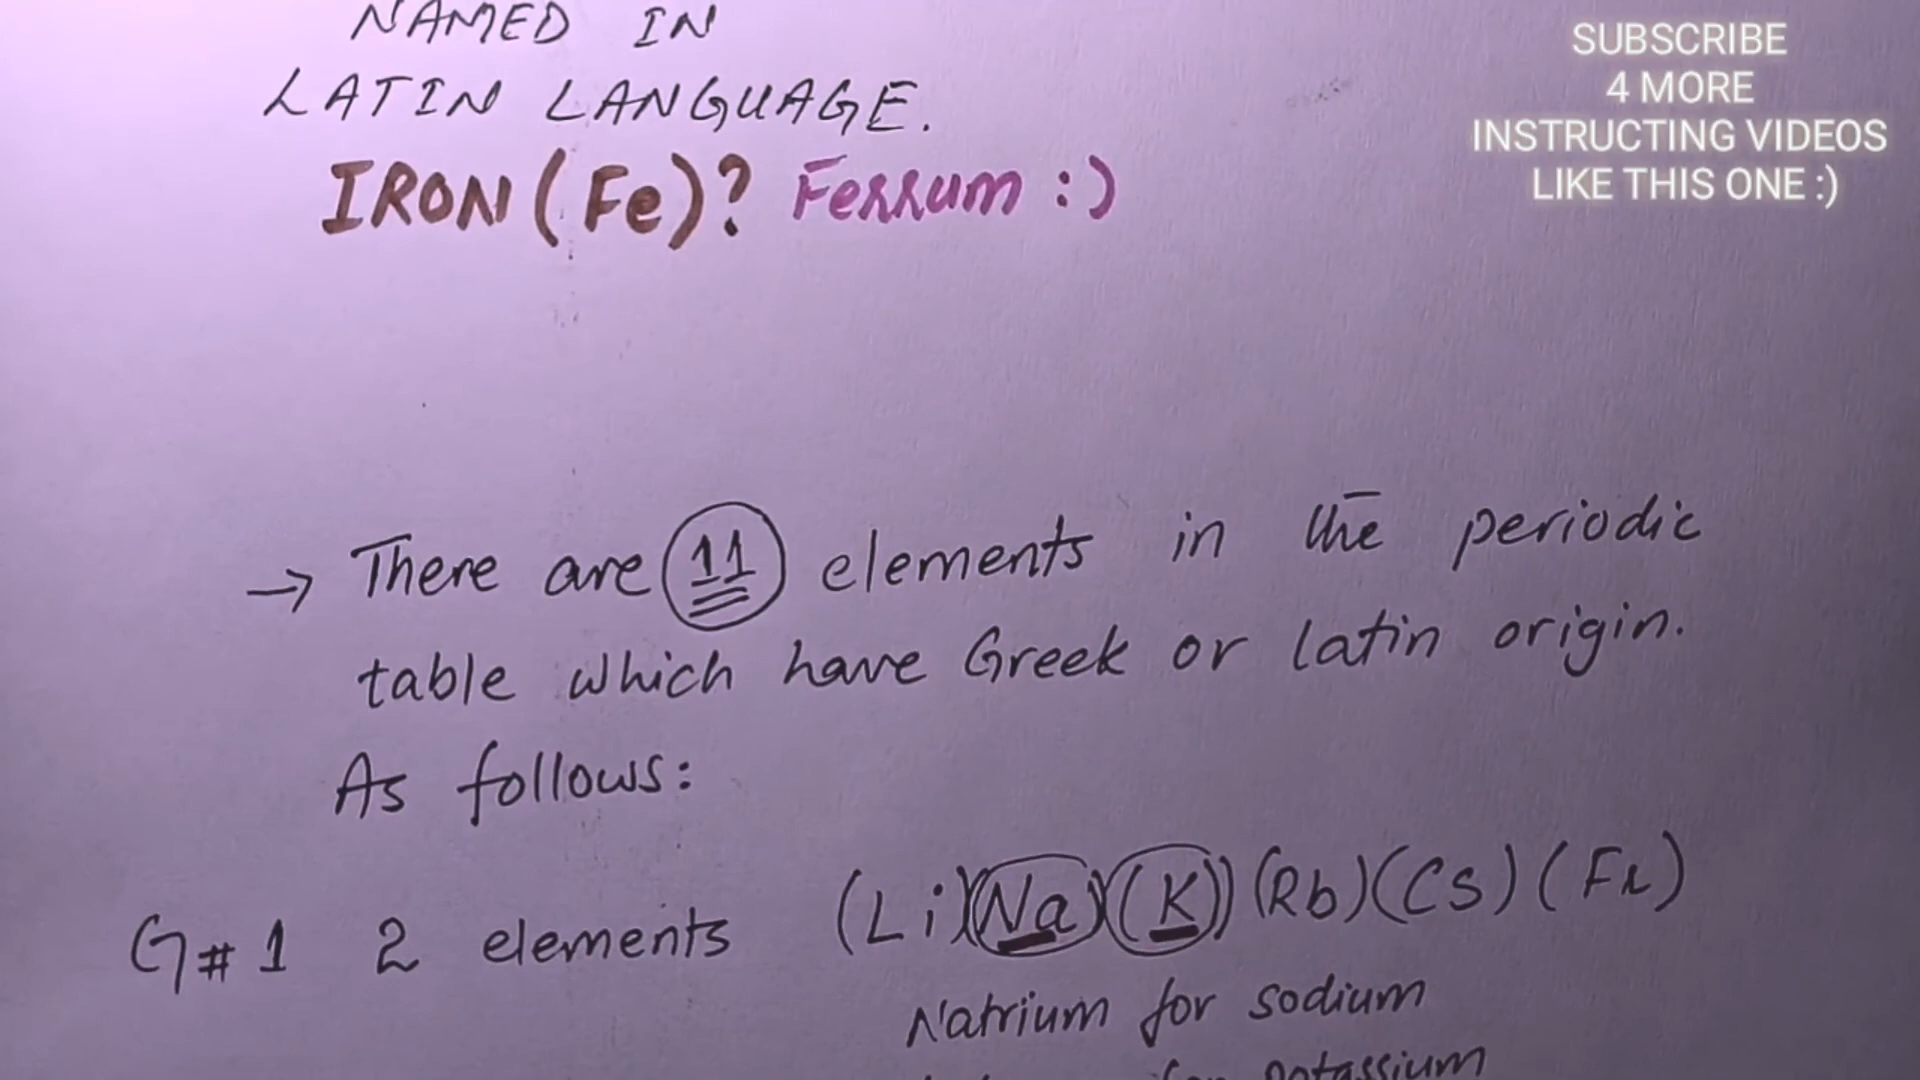 NAMED IN
LATIN LANGUAGE.
IRON (Fe)? Ferrum :)
SUBSCRIBE
4 MORE
INSTRUCTING VIDEOS
LIKE THIS ONE :)
→ There are 11 elements in the periodic
table which have Greek or latin origin.
As follows:
G#1 2 elements (Li)(Na)(K)(Rb)(Cs)(Fr)
Natrium for sodium
for potassium